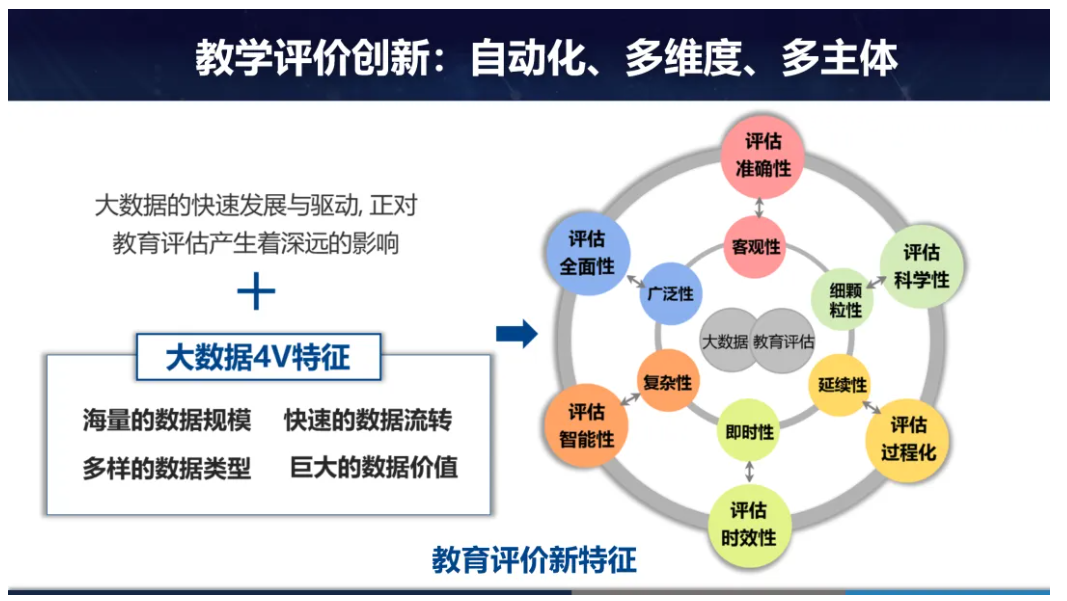 教学评价创新：自动化、多维度、多主体
大数据的快速发展与驱动, 正对
教育评估产生着深远的影响
+
大数据4V特征
海量的数据规模 快速的数据流转
多样的数据类型 巨大的数据价值
评估
准确性
客观性
评估
科学性
细颗
粒性
评估
全面性
广泛性
大数据 教育评估
复杂性
评估
智能性
延续性
评估
过程化
即时性
评估
时效性
教育评价新特征